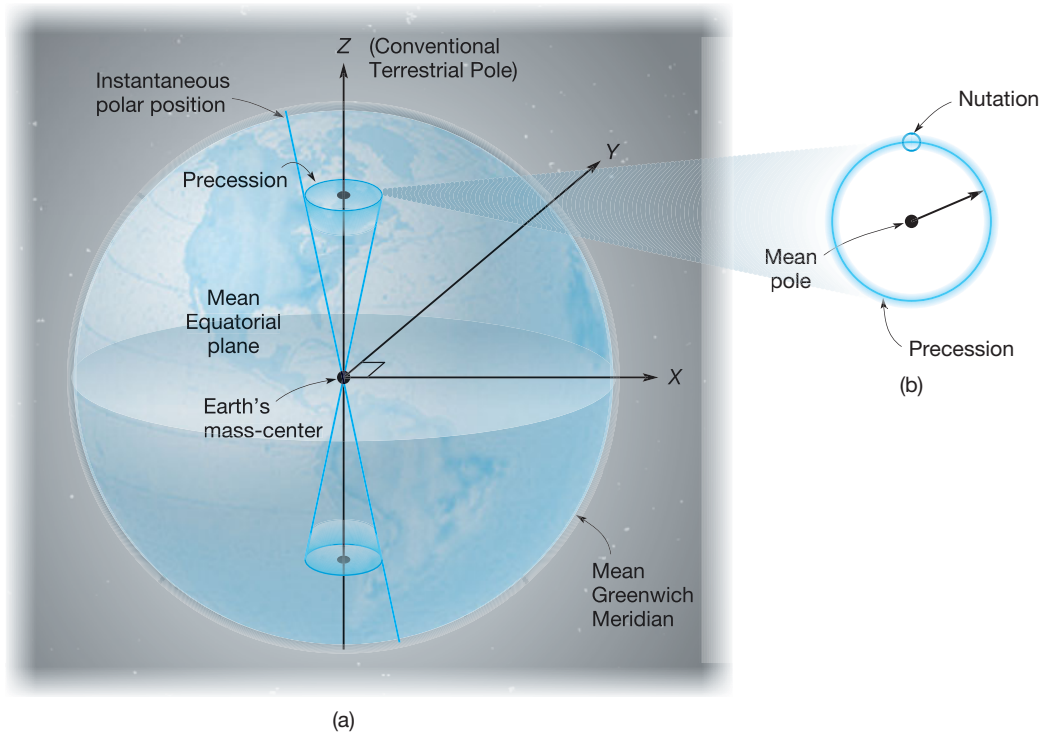 Z (Conventional
Terrestrial Pole)
Instantaneous
polar position
Y
Precession
Mean
Equatorial
plane
X
Earth's
mass-center
Mean
Greenwich
Meridian
(a)
Nutation
Mean
pole
Precession
(b)